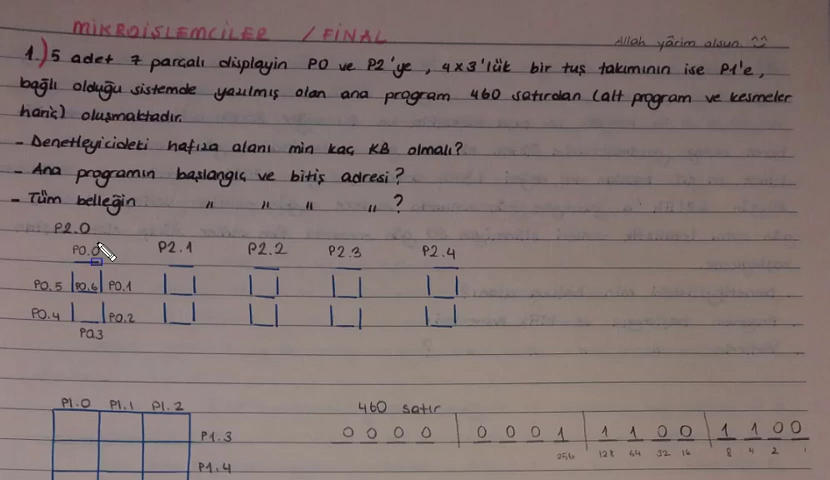 MİKROİŞLEMCİLER / FİNAL
Allah yârim olsun. ^^
1.) 5 adet 7 parçalı displayin P0 ve P2'ye, 4x3'lük bir tuş takımının ise P1'e,
bağlı olduğu sistemde yazılmış olan ana program 460 satırdan (alt program ve kesmeler
hariç) oluşmaktadır.
- Denetleyicideki hafıza alanı min kaç KB olmalı?
- Ana programın başlangıç ve bitiş adresi?
- Tüm belleğin " " " " ?
P2.0
P0.0 P2.1 P2.2 P2.3 P2.4
P0.5 P0.6 P0.1
P0.4 P0.2
P0.3
P1.0 P1.1 P1.2 460 satır
P1.3 0 0 0 0 | 0 0 0 1 | 1 1 0 0 | 1 1 0 0
256 128 64 32 16 8 4 2 1
P1.4